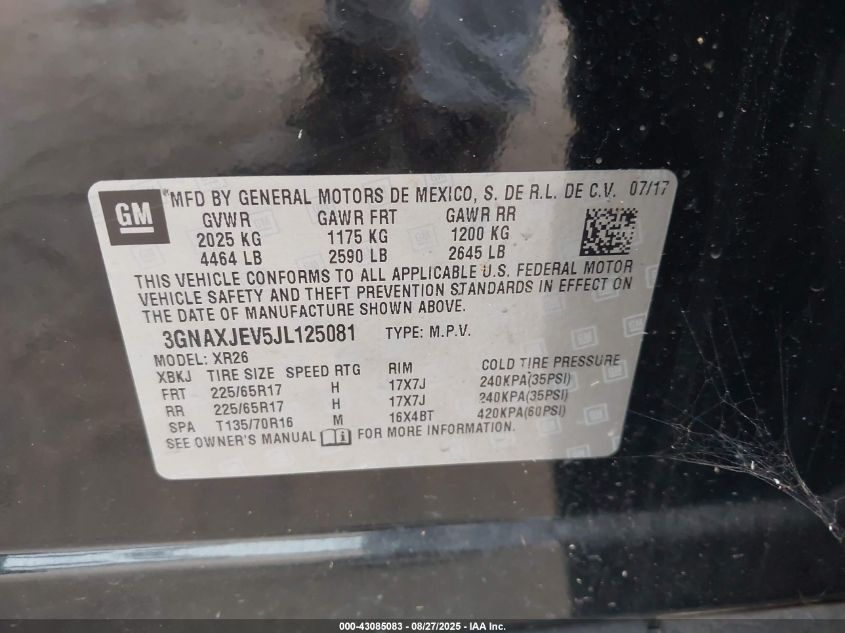 GM
*MFD BY GENERAL MOTORS DE MEXICO, S. DE R.L. DE C.V. 07/17
GVWR GAWR FRT GAWR RR
2025 KG 1175 KG 1200 KG
4464 LB 2590 LB 2645 LB
THIS VEHICLE CONFORMS TO ALL APPLICABLE U.S. FEDERAL MOTOR
VEHICLE SAFETY AND THEFT PREVENTION STANDARDS IN EFFECT ON
THE DATE OF MANUFACTURE SHOWN ABOVE.
3GNAXJEV5JL125081 TYPE: M.P.V.
MODEL: XR26
XBKJ TIRE SIZE SPEED RTG RIM COLD TIRE PRESSURE
FRT 225/65R17 H 17X7J 240KPA(35PSI)
RR 225/65R17 H 17X7J 240KPA(35PSI)
SPA T135/70R16 M 16X4BT 420KPA(60PSI)
SEE OWNER'S MANUAL FOR MORE INFORMATION.
000-43085083 - 08/27/2025 - IAA Inc.